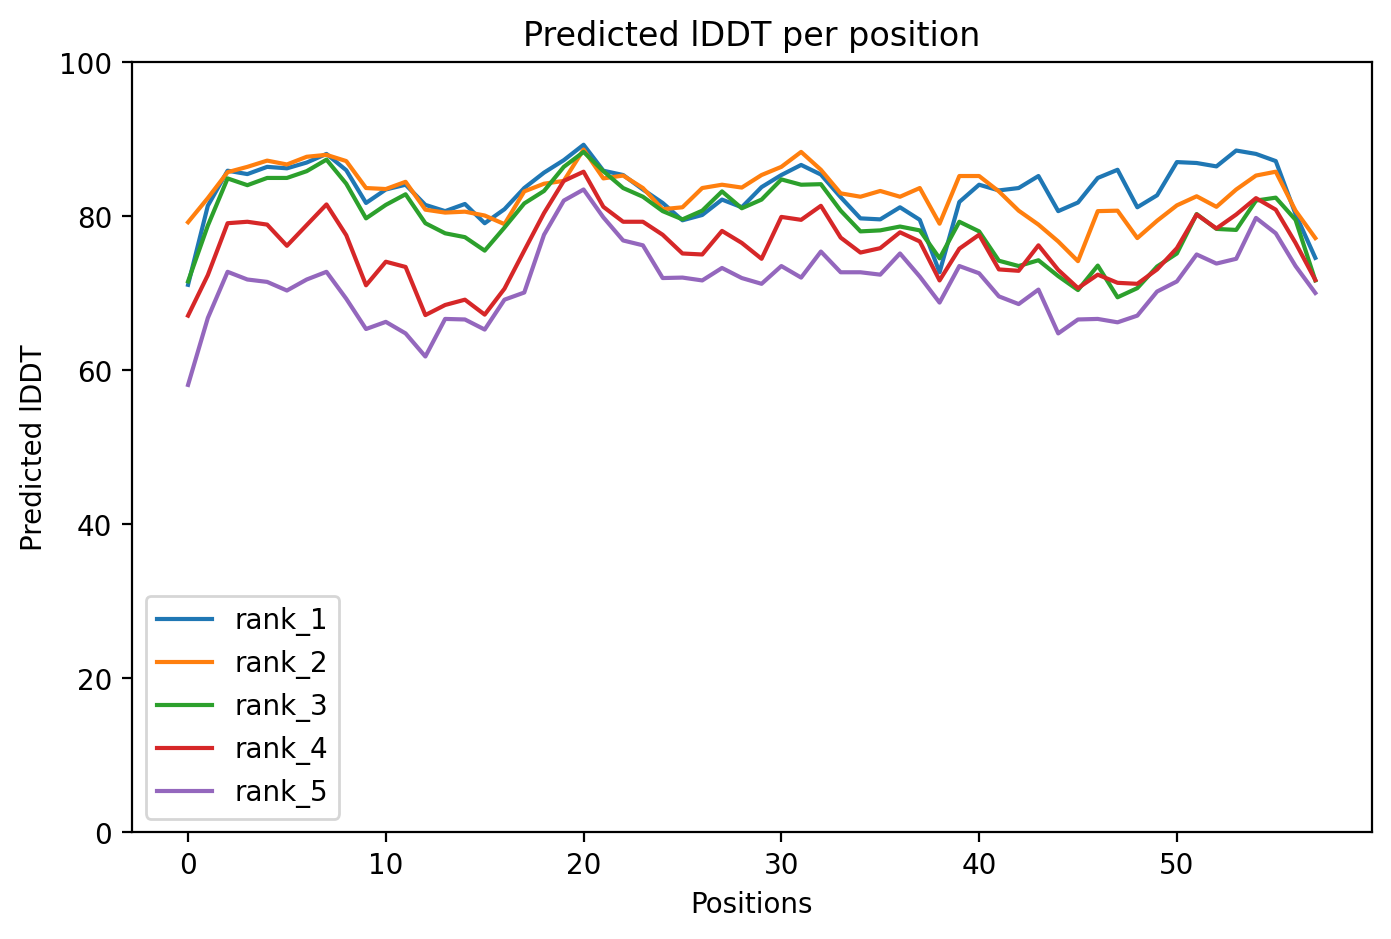 Predicted lDDT per position
100
80
60
40
20
0
Predicted lDDT
rank_1
rank_2
rank_3
rank_4
rank_5
0 10 20 30 40 50
Positions